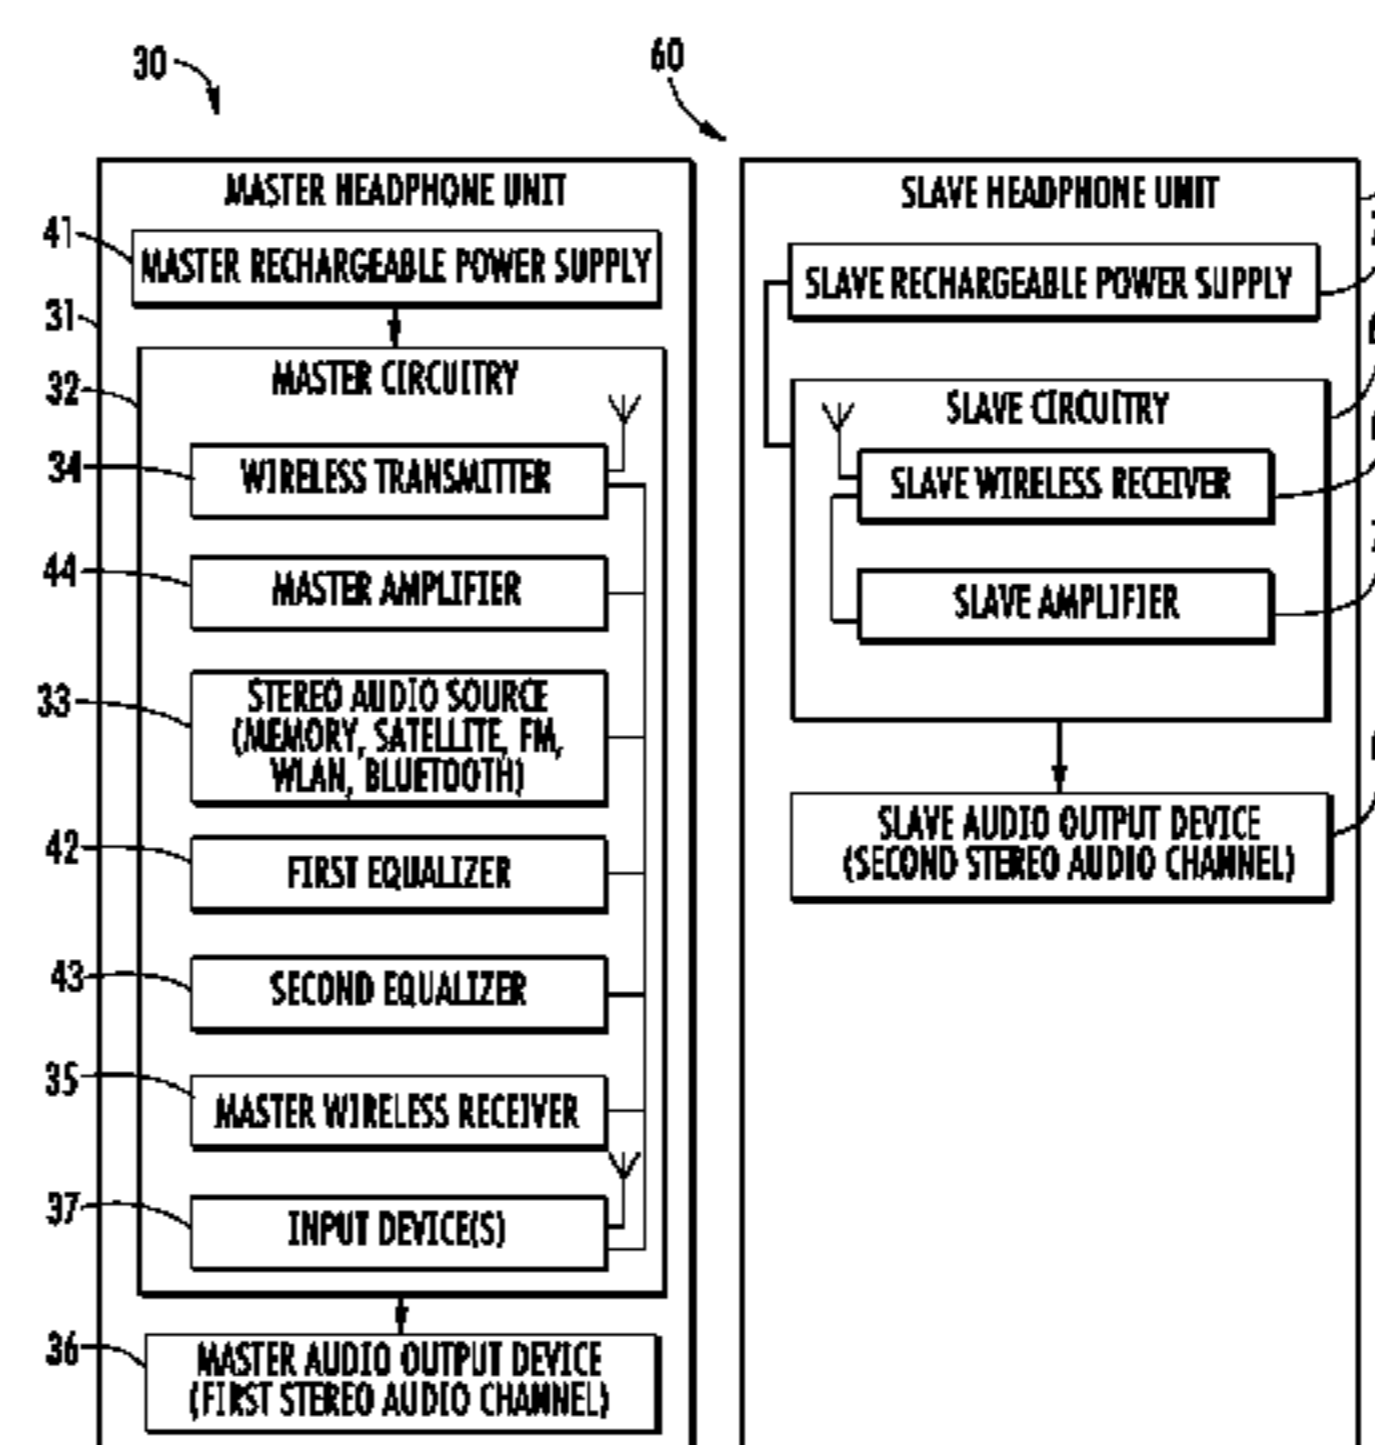 30
60
MASTER HEADPHONE UNIT
41
MASTER RECHARGEABLE POWER SUPPLY
31
32
MASTER CIRCUITRY
34
WIRELESS TRANSMITTER
44
MASTER AMPLIFIER
33
STEREO AUDIO SOURCE
(MEMORY, SATELLITE, FM,
WLAN, BLUETOOTH)
42
FIRST EQUALIZER
43
SECOND EQUALIZER
35
MASTER WIRELESS RECEIVER
37
INPUT DEVICE(S)
36
MASTER AUDIO OUTPUT DEVICE
(FIRST STEREO AUDIO CHANNEL)
SLAVE HEADPHONE UNIT
SLAVE RECHARGEABLE POWER SUPPLY
SLAVE CIRCUITRY
SLAVE WIRELESS RECEIVER
SLAVE AMPLIFIER
SLAVE AUDIO OUTPUT DEVICE
(SECOND STEREO AUDIO CHANNEL)